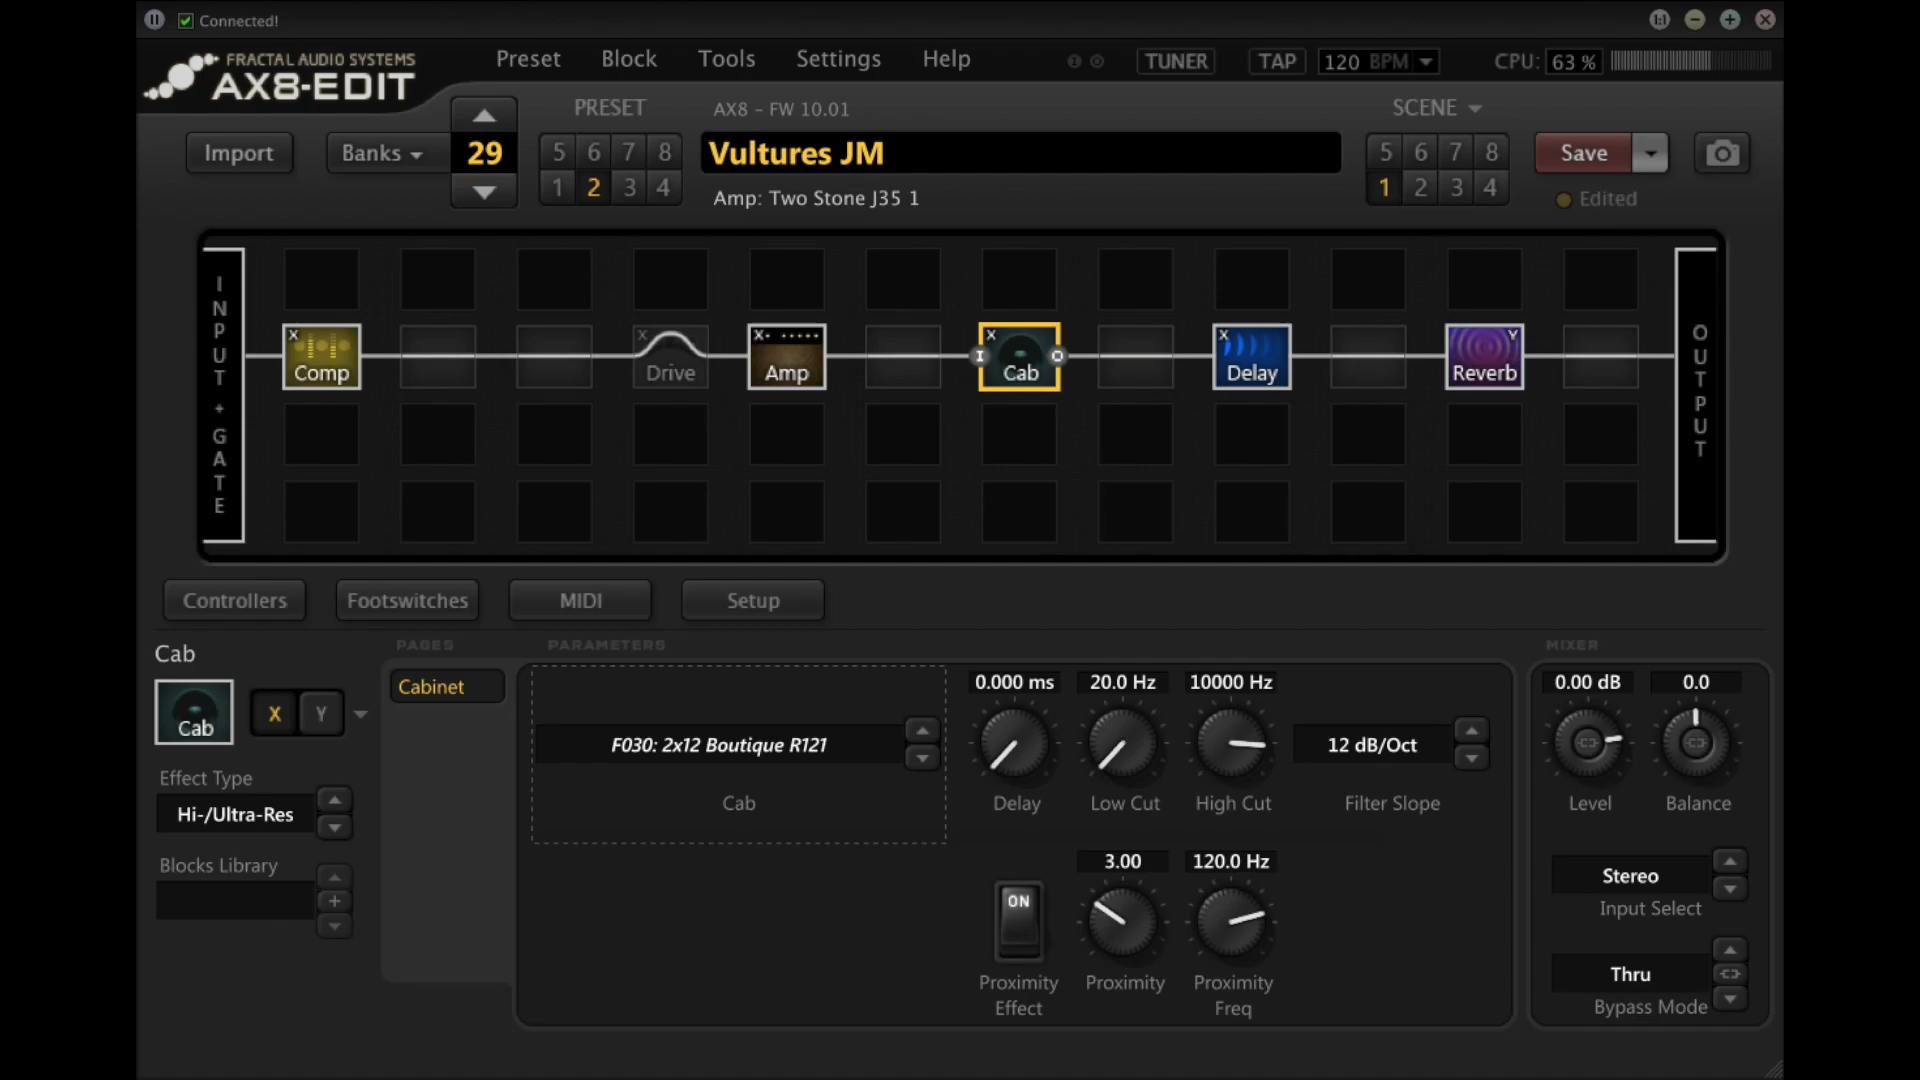 Connected!
1:1
FRACTAL AUDIO SYSTEMS
AX8-EDIT
Preset Block Tools Settings Help
TUNER TAP 120 BPM CPU: 63 %
PRESET AX8 - FW 10.01 SCENE
Import Banks 29 5 6 7 8 Vultures JM 5 6 7 8 Save
1 2 3 4 Amp: Two Stone J35 1 1 2 3 4 Edited
INPUT + GATE
X Comp
X Drive
X Amp
X I O Cab
X Delay
Y Reverb
OUTPUT
Controllers Footswitches MIDI Setup
Cab PAGES PARAMETERS MIXER
Cabinet 0.000 ms 20.0 Hz 10000 Hz 0.00 dB 0.0
Cab X Y F030: 2x12 Boutique R121 12 dB/Oct
Effect Type Cab Delay Low Cut High Cut Filter Slope Level Balance
Hi-/Ultra-Res
Blocks Library 3.00 120.0 Hz Stereo
ON Input Select
Thru
Proximity Effect Proximity Proximity Freq Bypass Mode